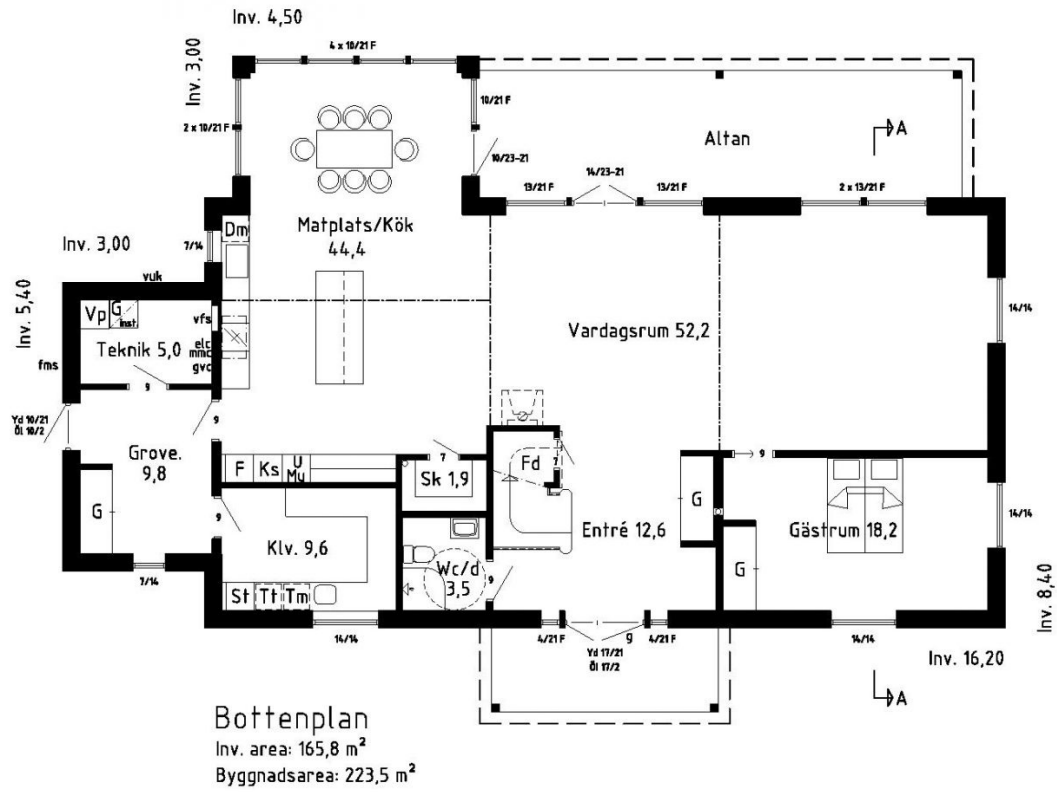 Inv. 4,50
Inv. 3,00
4 x 10/21 F
2 x 10/21 F
10/21 F
10/23-21
Altan
A
14/23-21
13/21 F
13/21 F
2 x 13/21 F
Matplats/Kök
44,4
Dm
7/14
Inv. 3,00
Inv. 5,40
vuk
Vp
G
inst.
vfs
elc
mmc
gvc
Teknik 5,0
fms
9
Vardagsrum 52,2
14/14
Yd 10/21
Öl 10/2
9
Grove.
9,8
G
F
Ks
U
Mu
7
Sk 1,9
Fd
7
9
G
Entré 12,6
Gästrum 18,2
14/14
G
9
Klv. 9,6
Wc/d
3,5
9
St
Tt
Tm
7/14
14/14
4/21 F
g
4/21 F
Yd 17/21
Öl 17/2
14/14
Inv. 8,40
Inv. 16,20
A
Bottenplan
Inv. area: 165,8 m²
Byggnadsarea: 223,5 m²